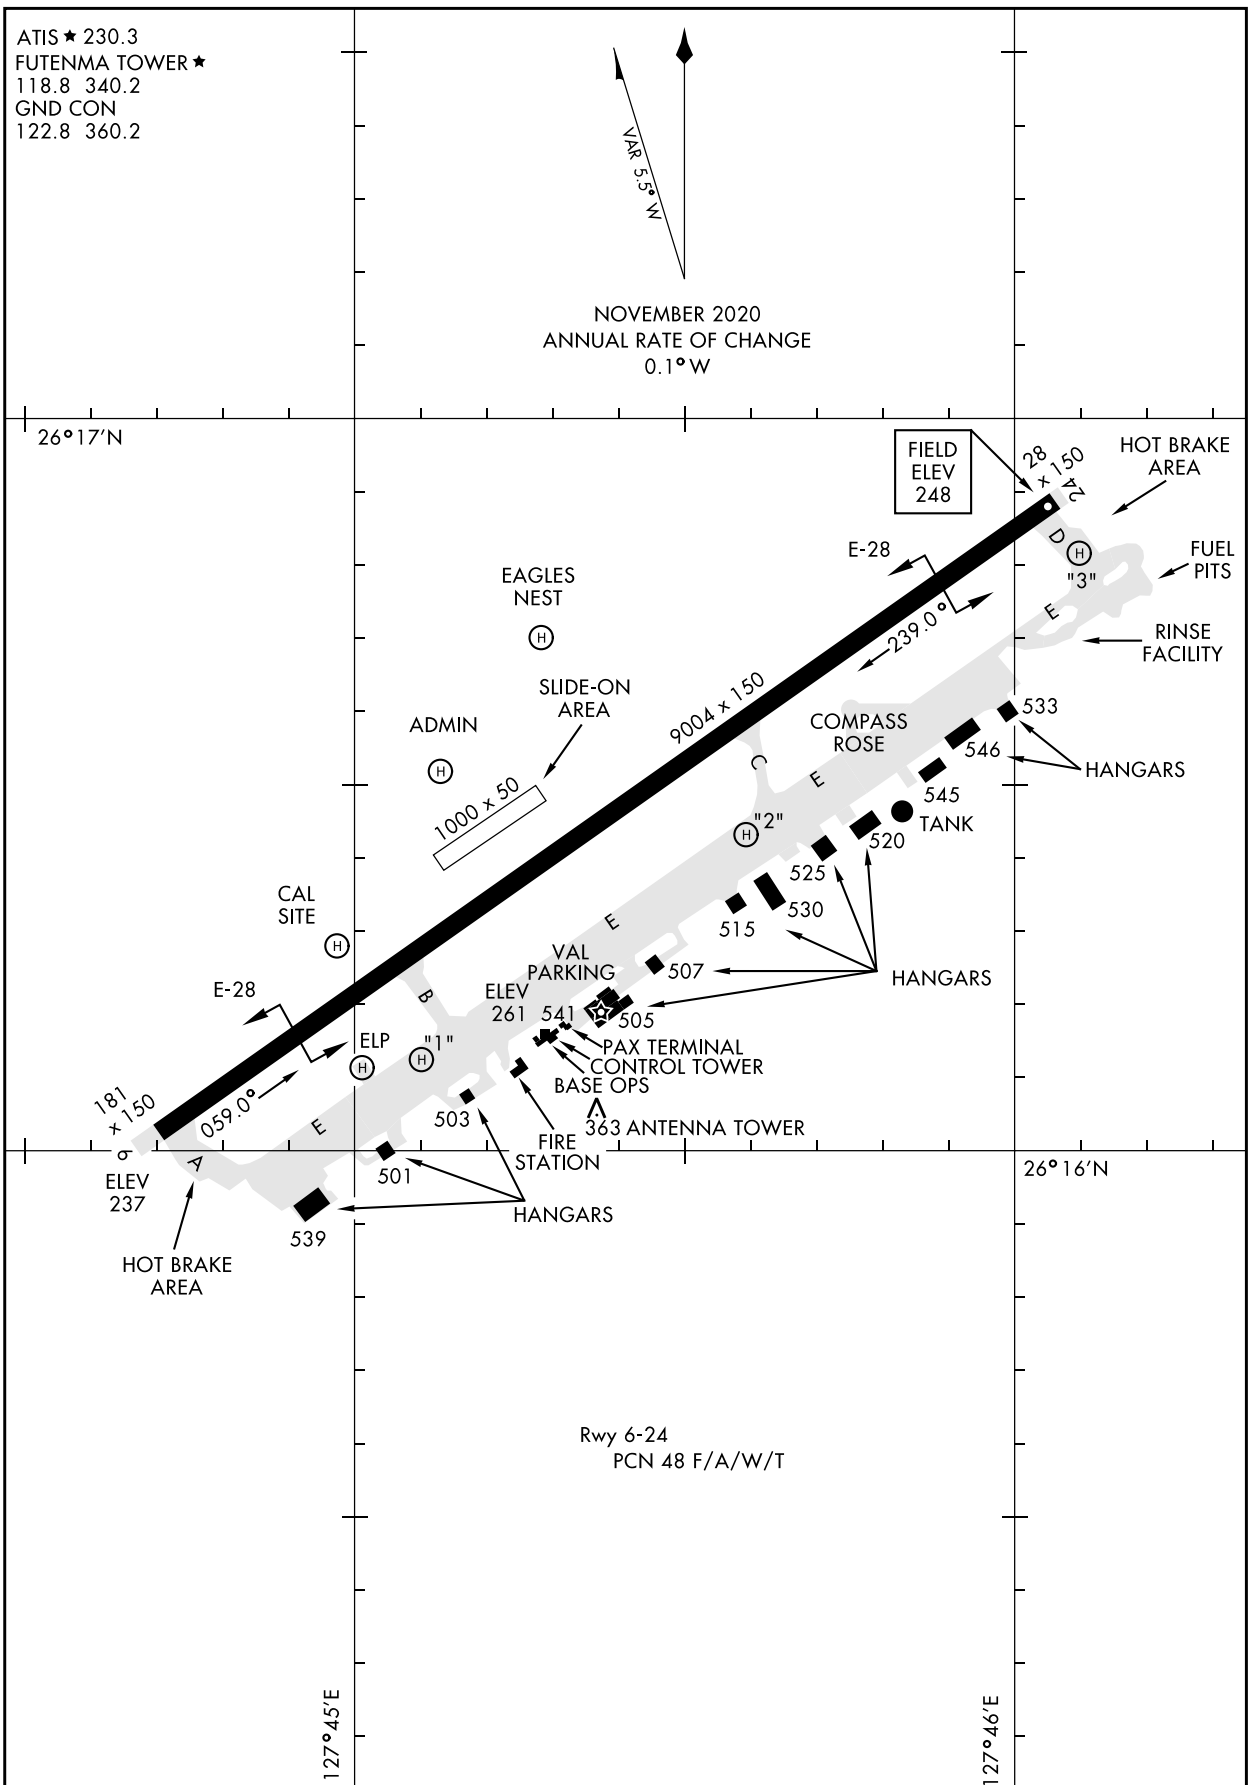 ATIS ★ 230.3
FUTENMA TOWER ★
118.8 340.2
GND CON
122.8 360.2
VAR 5.5° W
NOVEMBER 2020
ANNUAL RATE OF CHANGE
0.1° W
26°17'N
FIELD
ELEV
248
28
x 150
24
HOT BRAKE
AREA
D
H
"3"
FUEL
PITS
E-28
E
RINSE
FACILITY
239.0°
EAGLES
NEST
H
SLIDE-ON
AREA
9004 x 150
ADMIN
H
1000 x 50
COMPASS
ROSE
533
546
HANGARS
545
C
E
"2"
H
TANK
520
525
530
515
CAL
SITE
H
E
VAL
PARKING
507
HANGARS
E-28
B
ELEV
261
541
505
ELP
H
"1"
H
PAX TERMINAL
CONTROL TOWER
BASE OPS
181
x 150
059.0°
503
363 ANTENNA TOWER
E
FIRE
STATION
6
A
26°16'N
ELEV
237
501
HANGARS
539
HOT BRAKE
AREA
Rwy 6-24
PCN 48 F/A/W/T
127°45'E
127°46'E